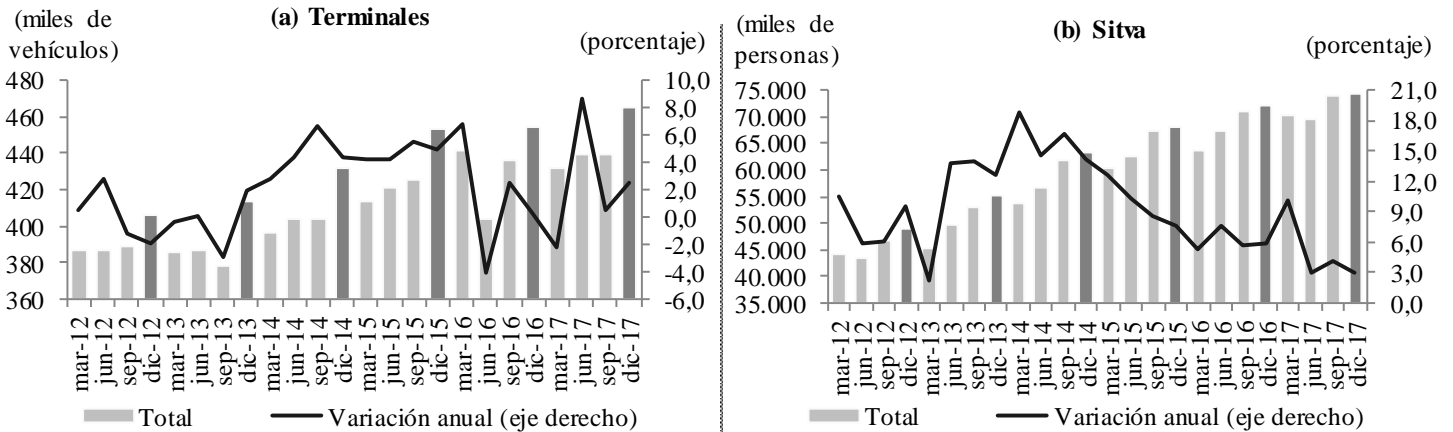 (a) Terminales
(miles de
vehículos)
(porcentaje)
480
460
440
420
400
380
360
10,0
8,0
6,0
4,0
2,0
0,0
-2,0
-4,0
-6,0
mar-12
jun-12
sep-12
dic-12
mar-13
jun-13
sep-13
dic-13
mar-14
jun-14
sep-14
dic-14
mar-15
jun-15
sep-15
dic-15
mar-16
jun-16
sep-16
dic-16
mar-17
jun-17
sep-17
dic-17
Total
Variación anual (eje derecho)
(b) Sitva
(miles de
personas)
(porcentaje)
75.000
70.000
65.000
60.000
55.000
50.000
45.000
40.000
35.000
21,0
18,0
15,0
12,0
9,0
6,0
3,0
0,0
mar-12
jun-12
sep-12
dic-12
mar-13
jun-13
sep-13
dic-13
mar-14
jun-14
sep-14
dic-14
mar-15
jun-15
sep-15
dic-15
mar-16
jun-16
sep-16
dic-16
mar-17
jun-17
sep-17
dic-17
Total
Variación anual (eje derecho)